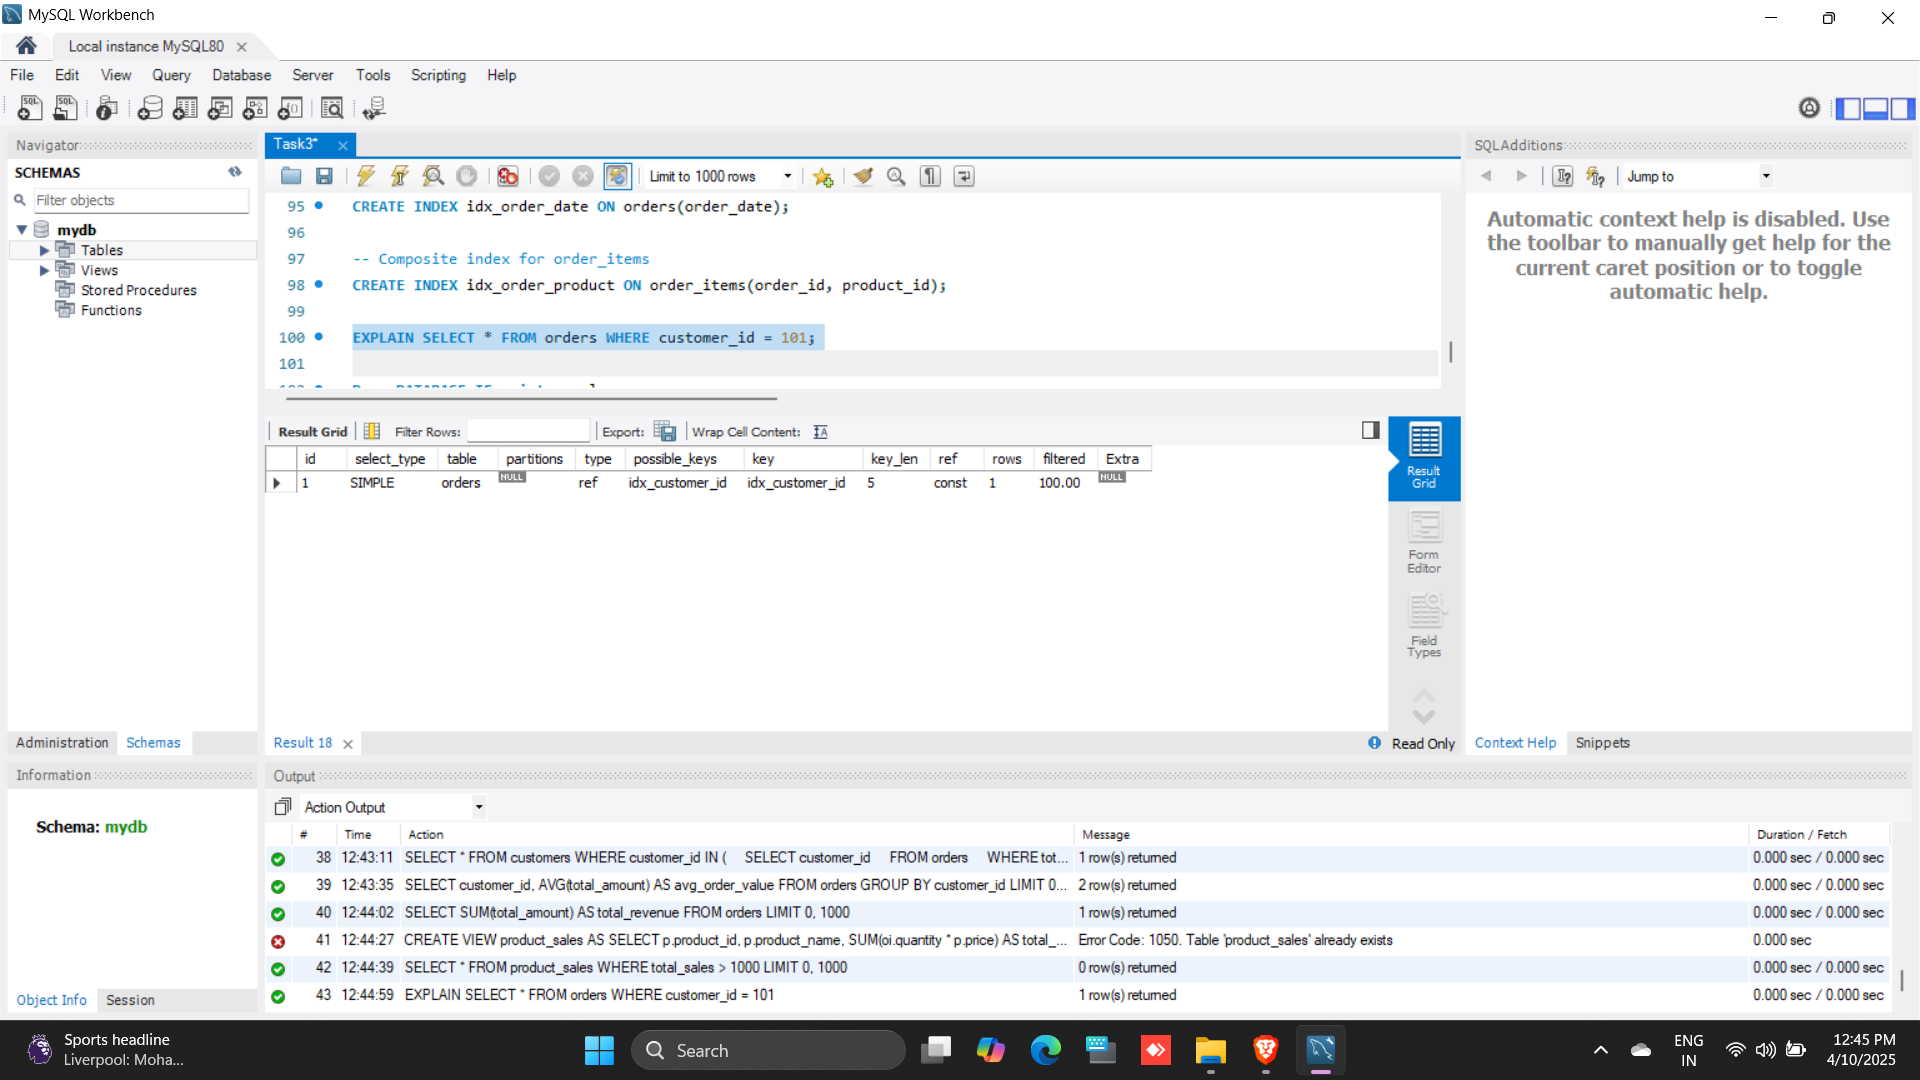 MySQL Workbench
Local instance MySQL80
File Edit View Query Database Server Tools Scripting Help
Navigator
SCHEMAS
Filter objects
mydb
Tables
Views
Stored Procedures
Functions
Administration Schemas
Information
Schema: mydb
Object Info Session
Task3*
Limit to 1000 rows
95 CREATE INDEX idx_order_date ON orders(order_date);
96
97 -- Composite index for order_items
98 CREATE INDEX idx_order_product ON order_items(order_id, product_id);
99
100 EXPLAIN SELECT * FROM orders WHERE customer_id = 101;
101
Result Grid Filter Rows: Export: Wrap Cell Content:
id select_type table partitions type possible_keys key key_len ref rows filtered Extra
1 SIMPLE orders NULL ref idx_customer_id idx_customer_id 5 const 1 100.00 NULL
Result Grid
Form Editor
Field Types
Result 18
Read Only
SQLAdditions
Jump to
Automatic context help is disabled. Use
the toolbar to manually get help for the
current caret position or to toggle
automatic help.
Context Help Snippets
Output
Action Output
# Time Action Message Duration / Fetch
38 12:43:11 SELECT * FROM customers WHERE customer_id IN ( SELECT customer_id FROM orders WHERE tot... 1 row(s) returned 0.000 sec / 0.000 sec
39 12:43:35 SELECT customer_id, AVG(total_amount) AS avg_order_value FROM orders GROUP BY customer_id LIMIT 0... 2 row(s) returned 0.000 sec / 0.000 sec
40 12:44:02 SELECT SUM(total_amount) AS total_revenue FROM orders LIMIT 0, 1000 1 row(s) returned 0.000 sec / 0.000 sec
41 12:44:27 CREATE VIEW product_sales AS SELECT p.product_id, p.product_name, SUM(oi.quantity * p.price) AS total_... Error Code: 1050. Table 'product_sales' already exists 0.000 sec
42 12:44:39 SELECT * FROM product_sales WHERE total_sales > 1000 LIMIT 0, 1000 0 row(s) returned 0.000 sec / 0.000 sec
43 12:44:59 EXPLAIN SELECT * FROM orders WHERE customer_id = 101 1 row(s) returned 0.000 sec / 0.000 sec
Sports headline
Liverpool: Moha...
Search
ENG
IN
12:45 PM
4/10/2025